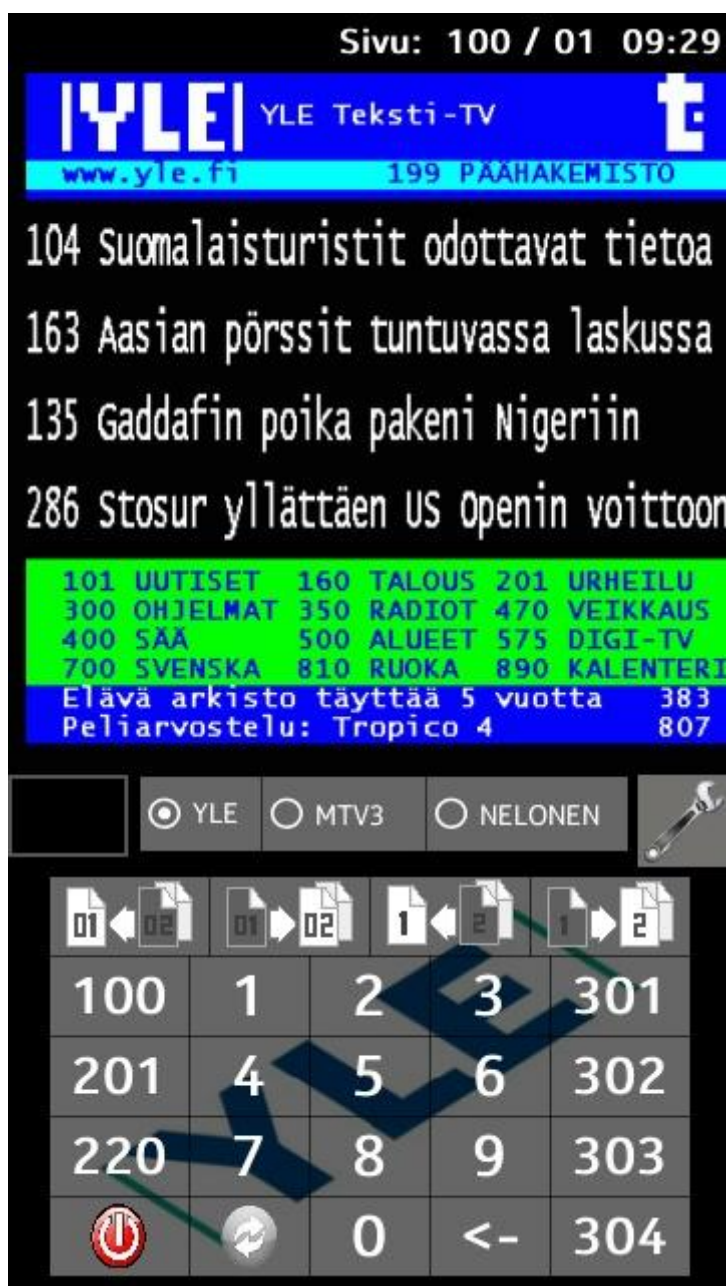 Sivu: 100 / 01 09:29
|YLE| YLE Teksti-TV t:
www.yle.fi 199 PÄÄHAKEMISTO
104 Suomalaisturistit odottavat tietoa
163 Aasian pörssit tuntuvassa laskussa
135 Gaddafin poika pakeni Nigeriin
286 Stosur yllättäen US Openin voittoon
101 UUTISET 160 TALOUS 201 URHEILU
300 OHJELMAT 350 RADIOT 470 VEIKKAUS
400 SÄÄ 500 ALUEET 575 DIGI-TV
700 SVENSKA 810 RUOKA 890 KALENTERI
Elävä arkisto täyttää 5 vuotta 383
Peliarvostelu: Tropico 4 807
YLE MTV3 NELONEN
01 02 01 02 1 2 1 2
100 1 2 3 301
201 4 5 6 302
220 7 8 9 303
0 <- 304
YLE